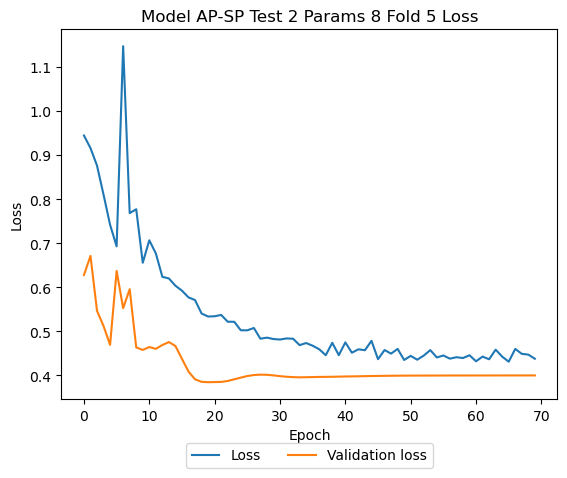 Model AP-SP Test 2 Params 8 Fold 5 Loss
Loss
1.1
1.0
0.9
0.8
0.7
0.6
0.5
0.4
0 10 20 30 40 50 60 70
Epoch
Loss Validation loss